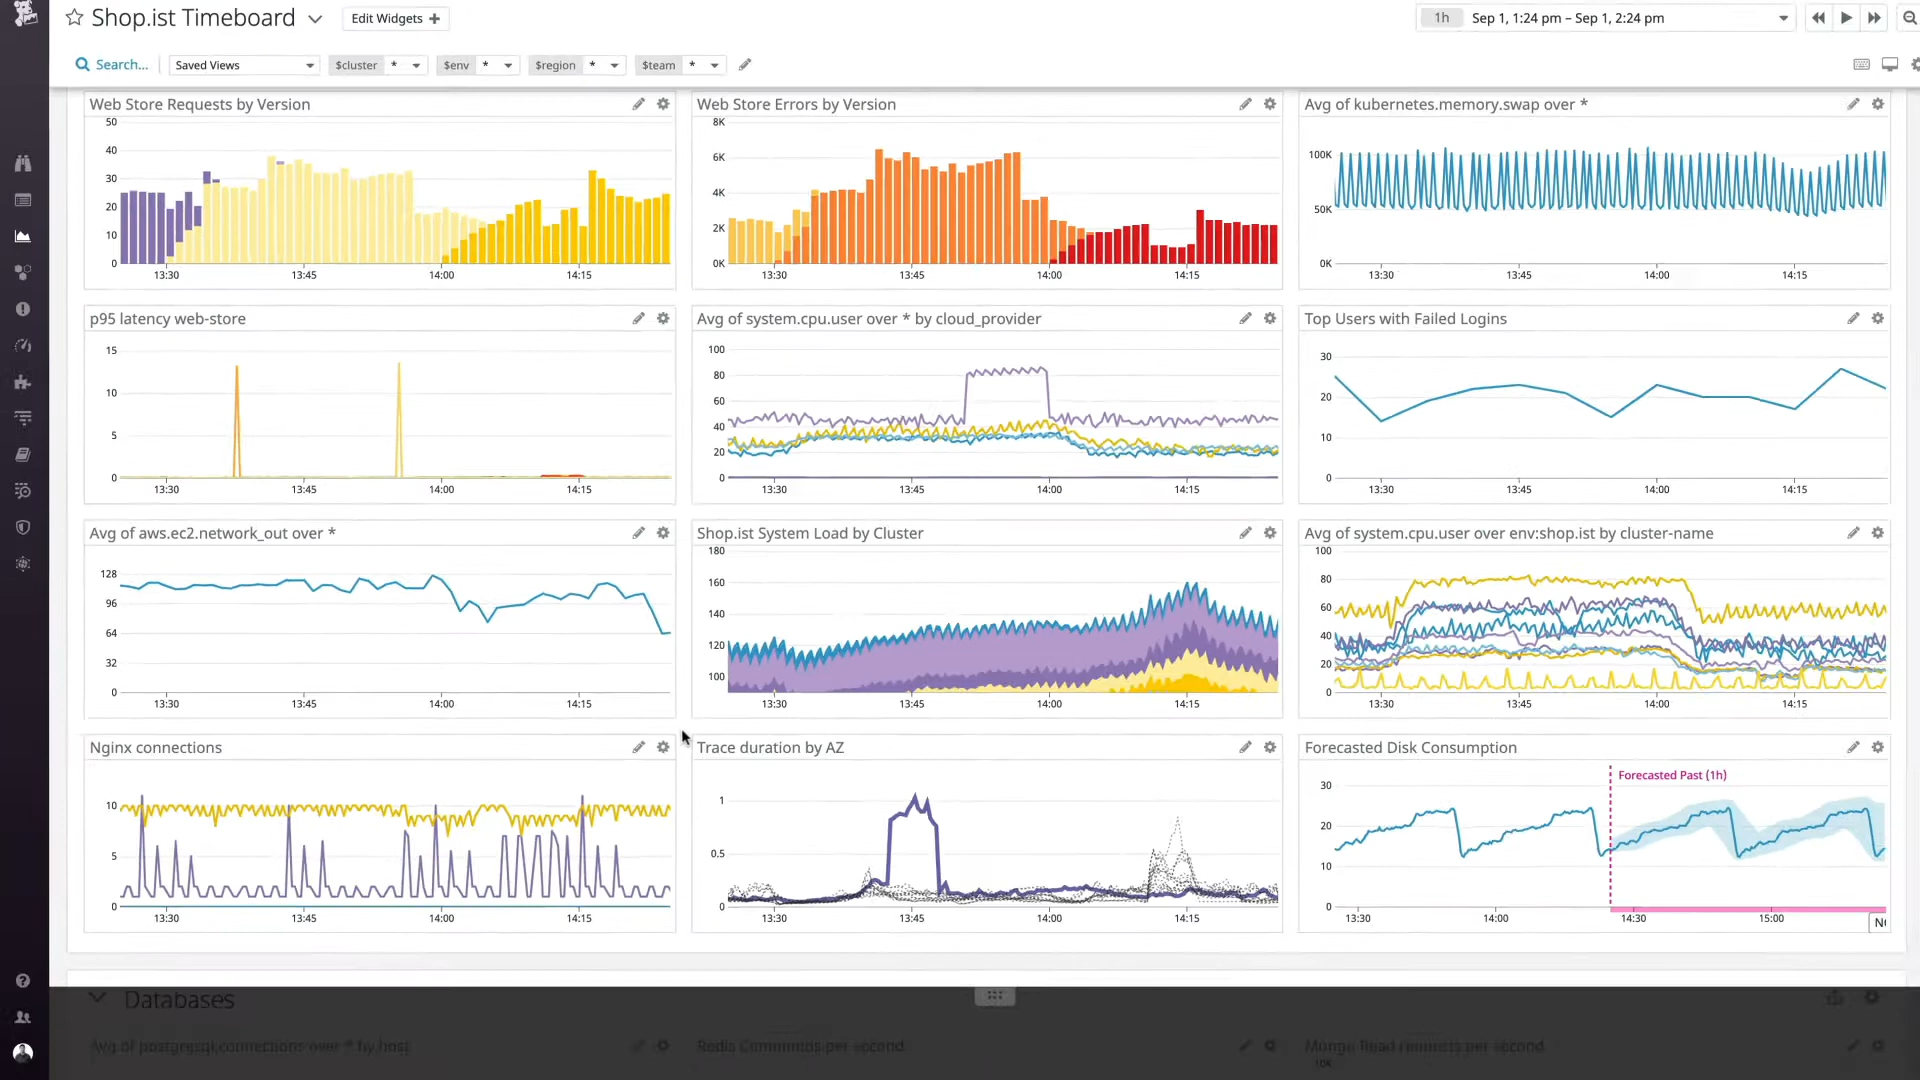 Shop.ist Timeboard
Edit Widgets +
1h Sep 1, 1:24 pm – Sep 1, 2:24 pm
Search...
Saved Views
$cluster *
$env *
$region *
$team *
Web Store Requests by Version
50
40
30
20
10
0
13:30 13:45 14:00 14:15
Web Store Errors by Version
8K
6K
4K
2K
0K
13:30 13:45 14:00 14:15
Avg of kubernetes.memory.swap over *
100K
50K
0K
13:30 13:45 14:00 14:15
p95 latency web-store
15
10
5
0
13:30 13:45 14:00 14:15
Avg of system.cpu.user over * by cloud_provider
100
80
60
40
20
0
13:30 13:45 14:00 14:15
Top Users with Failed Logins
30
20
10
0
13:30 13:45 14:00 14:15
Avg of aws.ec2.network_out over *
128
96
64
32
0
13:30 13:45 14:00 14:15
Shop.ist System Load by Cluster
180
160
140
120
100
13:30 13:45 14:00 14:15
Avg of system.cpu.user over env:shop.ist by cluster-name
100
80
60
40
20
0
13:30 13:45 14:00 14:15
Nginx connections
10
5
0
13:30 13:45 14:00 14:15
Trace duration by AZ
1
0.5
0
13:30 13:45 14:00 14:15
Forecasted Disk Consumption
Forecasted Past (1h)
30
20
10
0
13:30 14:00 14:30 15:00
Databases
Avg of postgresql.connections over * by host
Redis Commands per second
Mongo Read requests per second
10K